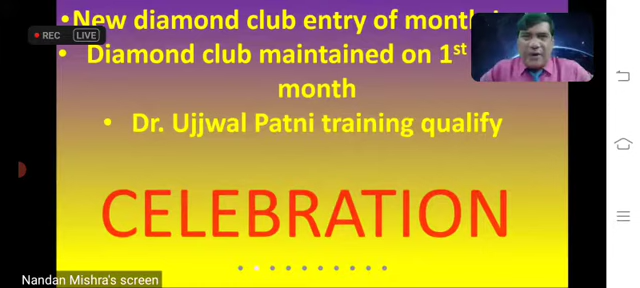 •New diamond club entry of month
REC LIVE
• Diamond club maintained on 1st
month
• Dr. Ujjwal Patni training qualify
CELEBRATION
Nandan Mishra's screen